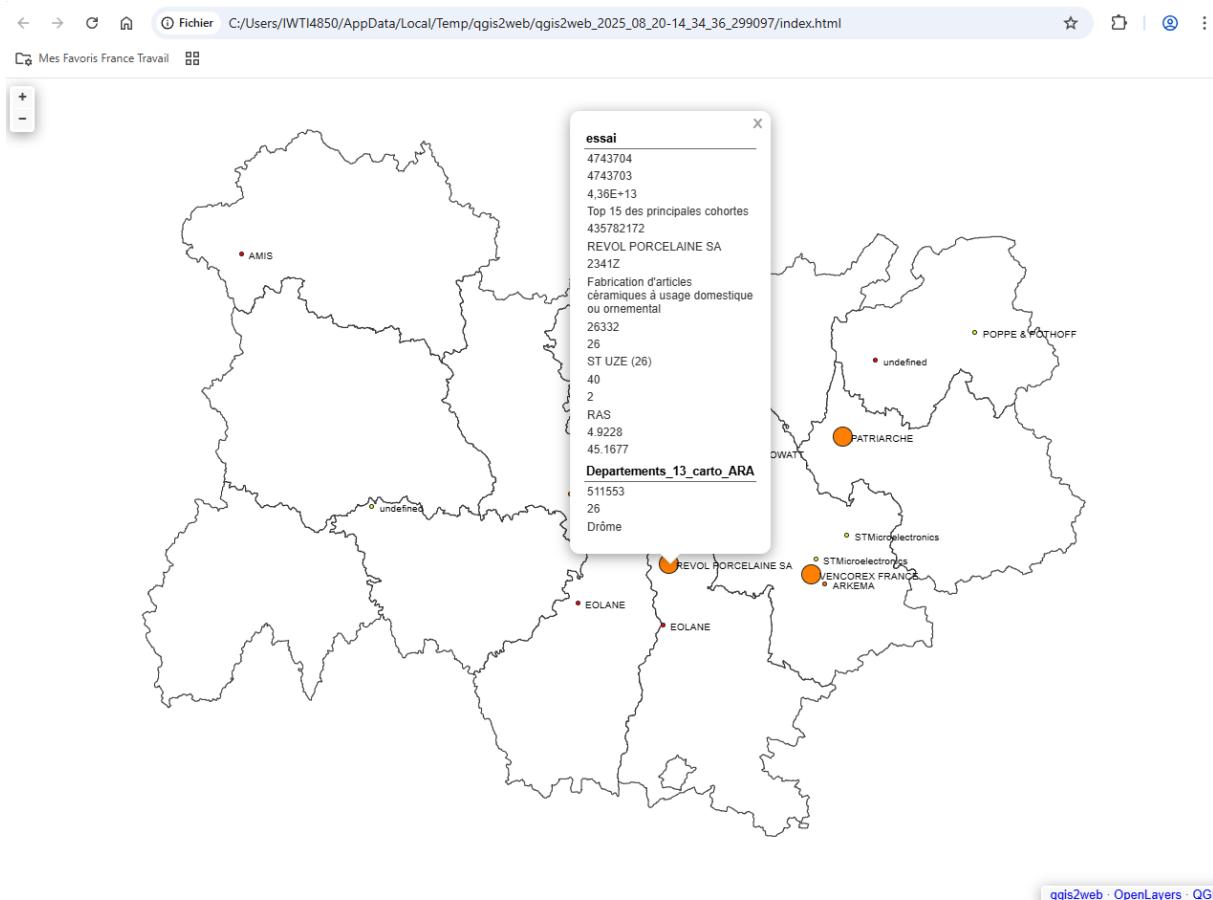 Fichier C:/Users/IWTI4850/AppData/Local/Temp/qgis2web/qgis2web_2025_08_20-14_34_36_299097/index.html
Mes Favoris France Travail
+
−
x
essai
4743704
4743703
4,36E+13
Top 15 des principales cohortes
435782172
REVOL PORCELAINE SA
2341Z
Fabrication d'articles
céramiques à usage domestique
ou ornemental
26332
26
ST UZE (26)
40
2
RAS
4.9228
45.1677
Departements_13_carto_ARA
511553
26
Drôme
AMIS
POPPE & POTHOFF
undefined
PATRIARCHE
OWATT
undefined
STMicroelectronics
STMicroelectronics
REVOL PORCELAINE SA
VENCOREX FRANCE
ARKEMA
EOLANE
EOLANE
qgis2web · OpenLayers · QG